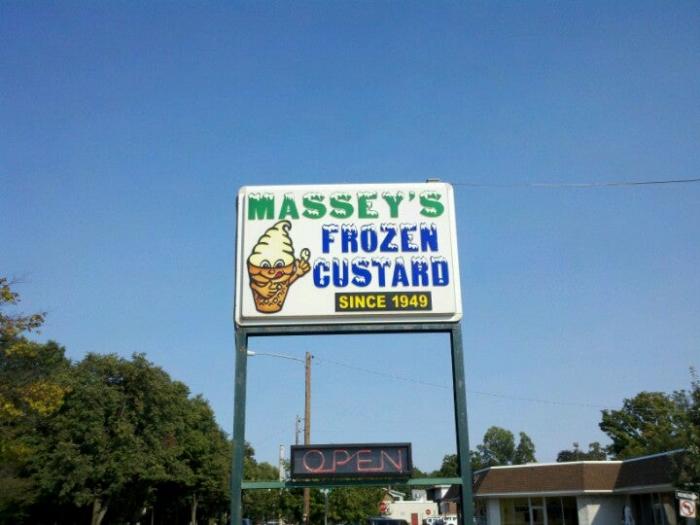 MASSEY'S
FROZEN
CUSTARD
SINCE 1949
OPEN